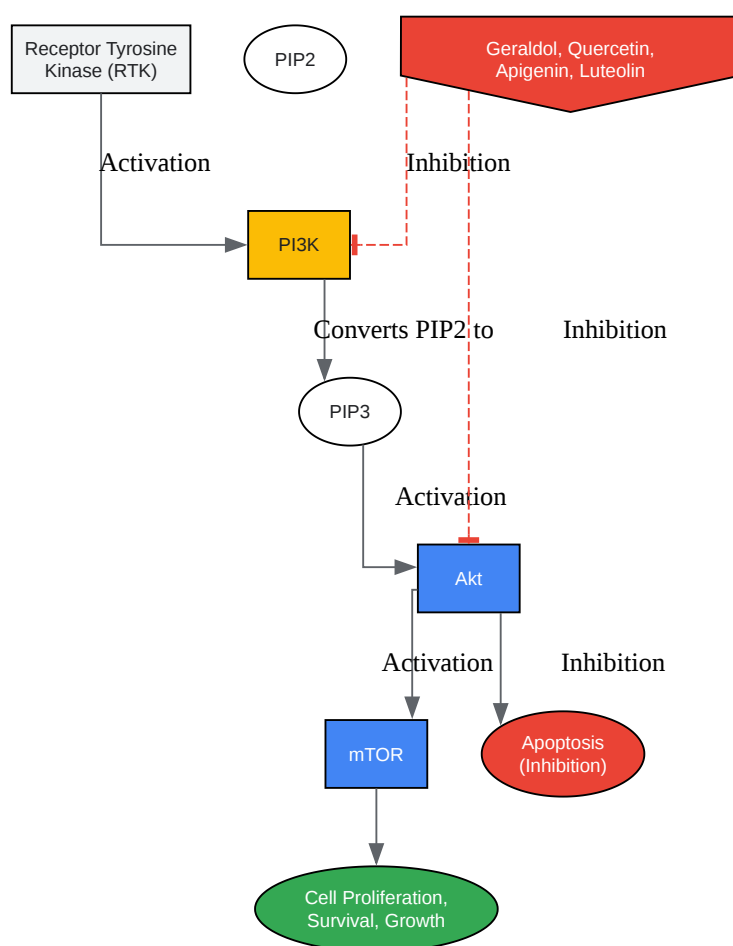 Receptor Tyrosine
Kinase (RTK)
PIP2
Geraldol, Quercetin,
Apigenin, Luteolin
Activation
Inhibition
PI3K
Converts PIP2 to
Inhibition
PIP3
Activation
Akt
Activation
Inhibition
mTOR
Apoptosis
(Inhibition)
Cell Proliferation,
Survival, Growth